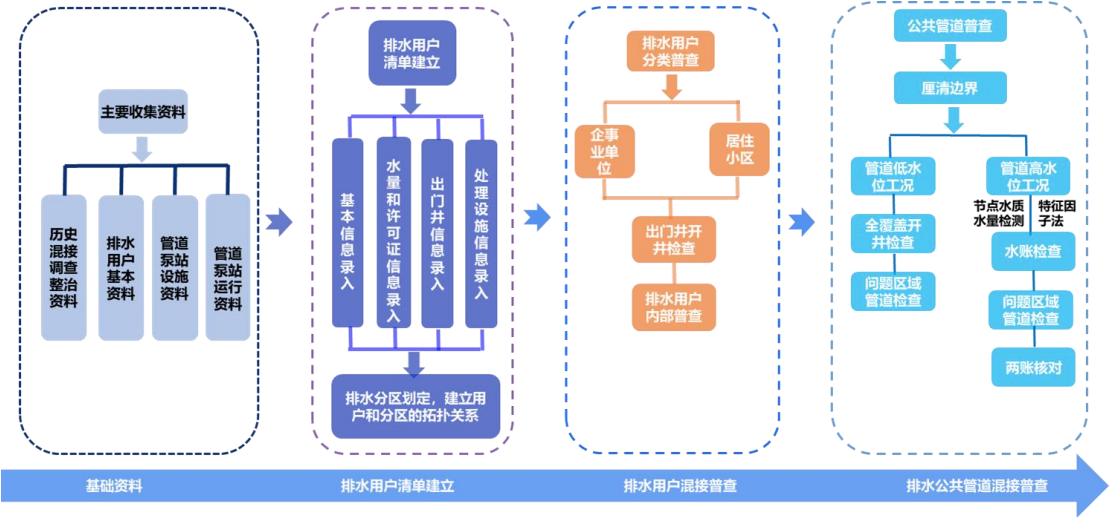 主要收集资料
历史
混接
调查
整治
资料
排水
用户
基本
资料
管道
泵站
设施
资料
管道
泵站
运行
资料
排水用户
清单建立
基本信息录入
水量和许可证信息录入
出门井信息录入
处理设施信息录入
排水分区划定，建立用
户和分区的拓扑关系
排水用户
分类普查
企事
业单
位
居住
小区
出门井开
井检查
排水用户
内部普查
公共管道普查
厘清边界
管道低水
位工况
全覆盖开
井检查
问题区域
管道检查
管道高水
位工况
节点水质
水量检测
特征因
子法
水账检查
问题区域
管道检查
两账核对
基础资料
排水用户清单建立
排水用户混接普查
排水公共管道混接普查